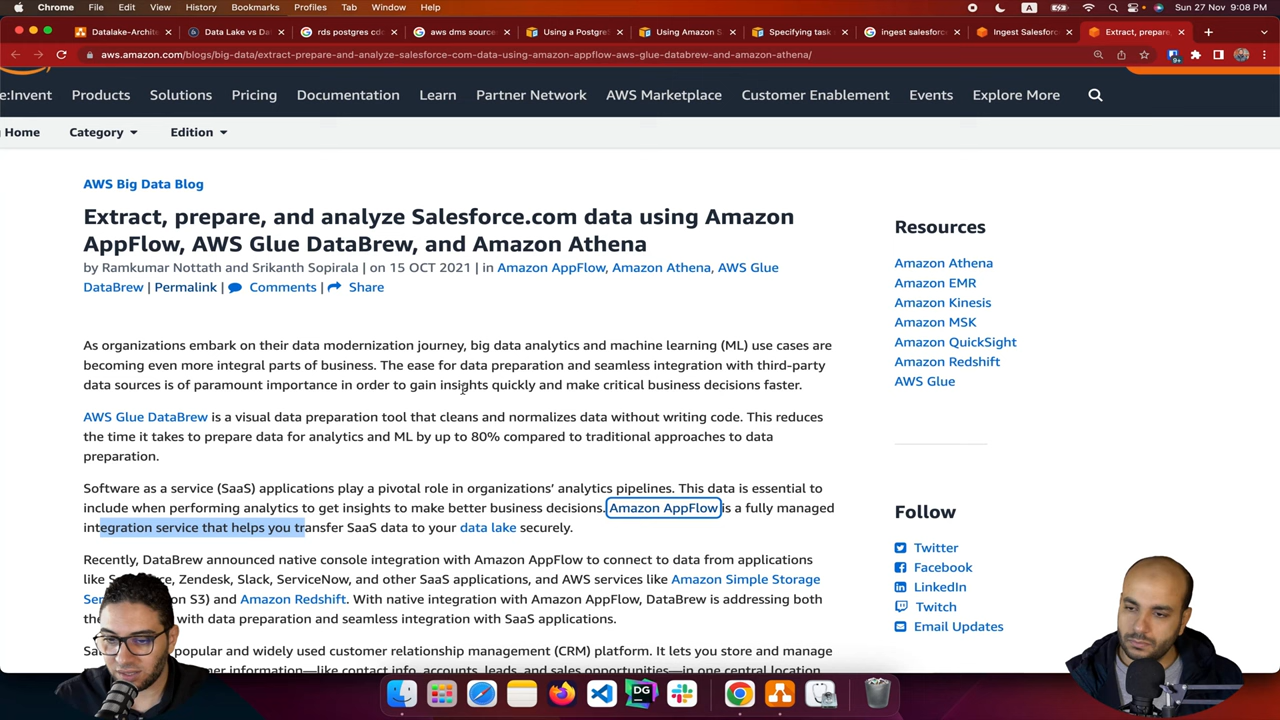 Chrome File Edit View History Bookmarks Profiles Tab Window Help A Sun 27 Nov 9:08 PM
Datalake-Archite Data Lake vs Da rds postgres cdc aws dms source Using a Postgre Using Amazon S Specifying task ingest salesforc Ingest Salesforc Extract, prepare,
aws.amazon.com/blogs/big-data/extract-prepare-and-analyze-salesforce-com-data-using-amazon-appflow-aws-glue-databrew-and-amazon-athena/
e:Invent Products Solutions Pricing Documentation Learn Partner Network AWS Marketplace Customer Enablement Events Explore More
Home Category Edition
AWS Big Data Blog
Extract, prepare, and analyze Salesforce.com data using Amazon
AppFlow, AWS Glue DataBrew, and Amazon Athena
by Ramkumar Nottath and Srikanth Sopirala | on 15 OCT 2021 | in Amazon AppFlow, Amazon Athena, AWS Glue
DataBrew | Permalink | Comments | Share
As organizations embark on their data modernization journey, big data analytics and machine learning (ML) use cases are
becoming even more integral parts of business. The ease for data preparation and seamless integration with third-party
data sources is of paramount importance in order to gain insights quickly and make critical business decisions faster.
AWS Glue DataBrew is a visual data preparation tool that cleans and normalizes data without writing code. This reduces
the time it takes to prepare data for analytics and ML by up to 80% compared to traditional approaches to data
preparation.
Software as a service (SaaS) applications play a pivotal role in organizations' analytics pipelines. This data is essential to
include when performing analytics to get insights to make better business decisions. Amazon AppFlow is a fully managed
integration service that helps you transfer SaaS data to your data lake securely.
Recently, DataBrew announced native console integration with Amazon AppFlow to connect to data from applications
like Zendesk, Slack, ServiceNow, and other SaaS applications, and AWS services like Amazon Simple Storage
on S3) and Amazon Redshift. With native integration with Amazon AppFlow, DataBrew is addressing both
with data preparation and seamless integration with SaaS applications.
popular and widely used customer relationship management (CRM) platform. It lets you store and manage
information—like contact info, accounts, leads, and sales opportunities—in one central location.
Resources
Amazon Athena
Amazon EMR
Amazon Kinesis
Amazon MSK
Amazon QuickSight
Amazon Redshift
AWS Glue
Follow
Twitter
Facebook
LinkedIn
Twitch
Email Updates
DG